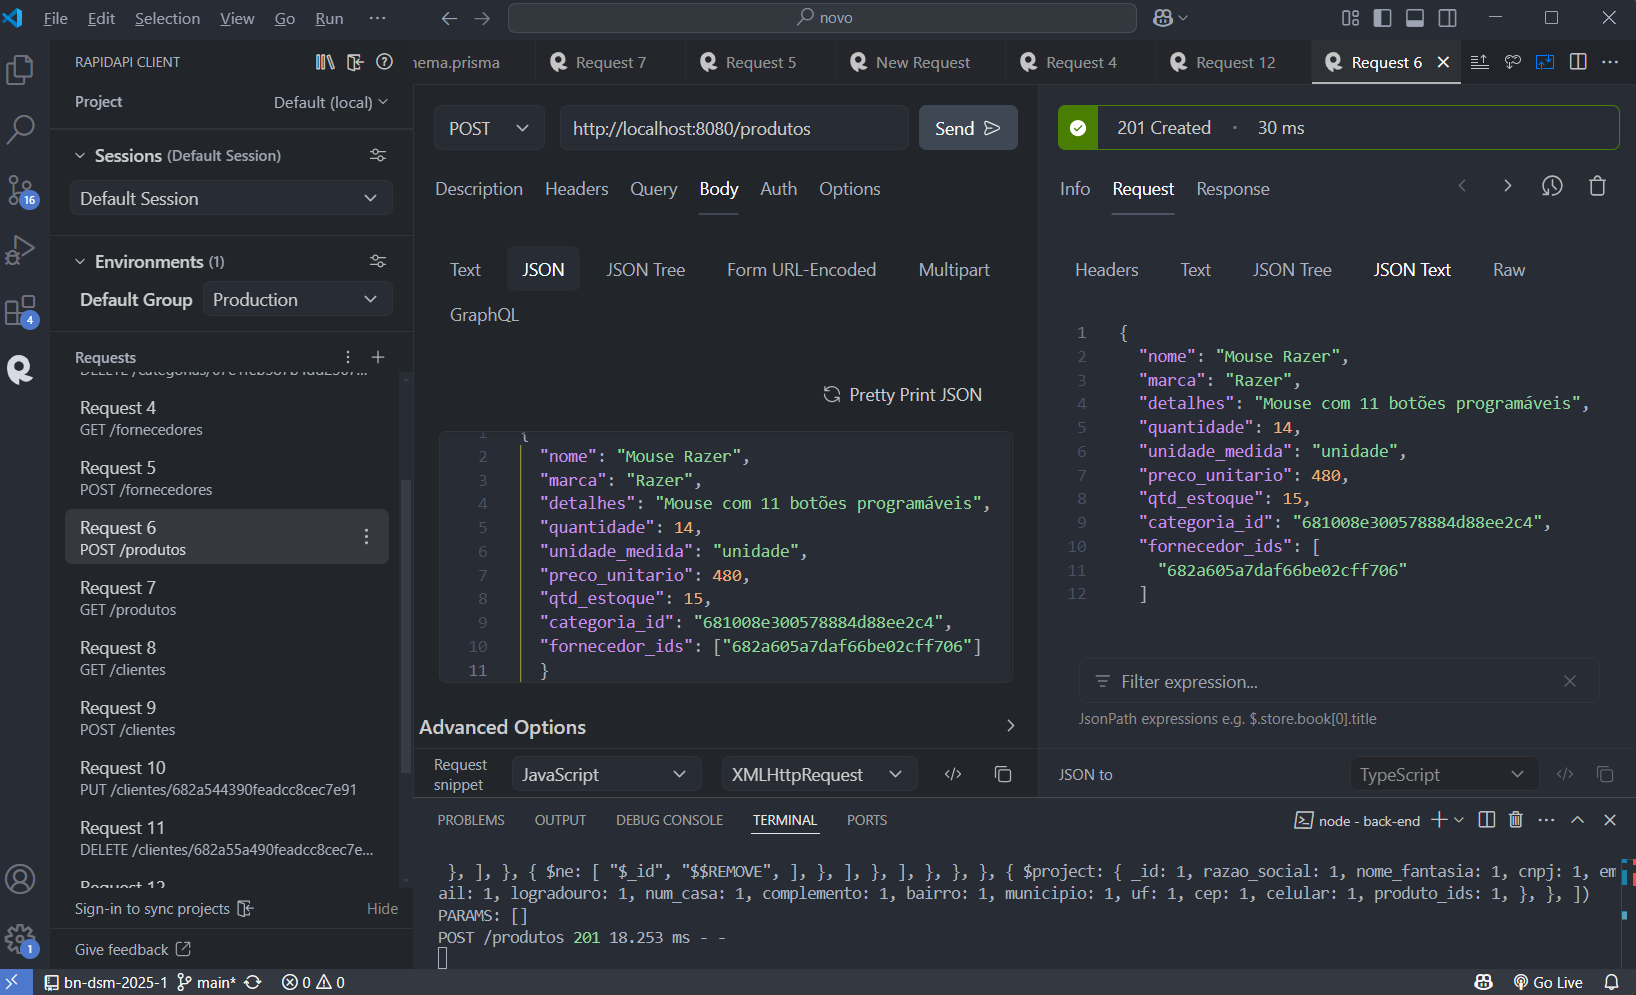 File Edit Selection View Go Run ··· novo
RAPIDAPI CLIENT
Project Default (local)
Sessions (Default Session)
Default Session
Environments (1)
Default Group Production
Requests
Request 4
GET /fornecedores
Request 5
POST /fornecedores
Request 6
POST /produtos
Request 7
GET /produtos
Request 8
GET /clientes
Request 9
POST /clientes
Request 10
PUT /clientes/682a544390feadcc8cec7e91
Request 11
DELETE /clientes/682a55a490feadcc8cec7e...
Request 12
Sign-in to sync projects Hide
Give feedback
hema.prisma Request 7 Request 5 New Request Request 4 Request 12 Request 6
POST http://localhost:8080/produtos Send
Description Headers Query Body Auth Options
Text JSON JSON Tree Form URL-Encoded Multipart
GraphQL
Pretty Print JSON
1 {
2 "nome": "Mouse Razer",
3 "marca": "Razer",
4 "detalhes": "Mouse com 11 botões programáveis",
5 "quantidade": 14,
6 "unidade_medida": "unidade",
7 "preco_unitario": 480,
8 "qtd_estoque": 15,
9 "categoria_id": "681008e300578884d88ee2c4",
10 "fornecedor_ids": ["682a605a7daf66be02cff706"]
11 }
Advanced Options
Request snippet JavaScript XMLHttpRequest
201 Created · 30 ms
Info Request Response
Headers Text JSON Tree JSON Text Raw
1 {
2 "nome": "Mouse Razer",
3 "marca": "Razer",
4 "detalhes": "Mouse com 11 botões programáveis",
5 "quantidade": 14,
6 "unidade_medida": "unidade",
7 "preco_unitario": 480,
8 "qtd_estoque": 15,
9 "categoria_id": "681008e300578884d88ee2c4",
10 "fornecedor_ids": [
11 "682a605a7daf66be02cff706"
12 ]
Filter expression...
JsonPath expressions e.g. $.store.book[0].title
JSON to TypeScript
PROBLEMS OUTPUT DEBUG CONSOLE TERMINAL PORTS node - back-end
}, ], }, { $ne: [ "$_id", "$$REMOVE", ], }, ], }, ], }, }, }, { $project: { _id: 1, razao_social: 1, nome_fantasia: 1, cnpj: 1, em
ail: 1, logradouro: 1, num_casa: 1, complemento: 1, bairro: 1, municipio: 1, uf: 1, cep: 1, celular: 1, produto_ids: 1, }, }, ])
PARAMS: []
POST /produtos 201 18.253 ms - -
16
4
1
bn-dsm-2025-1 main* 0 0 Go Live